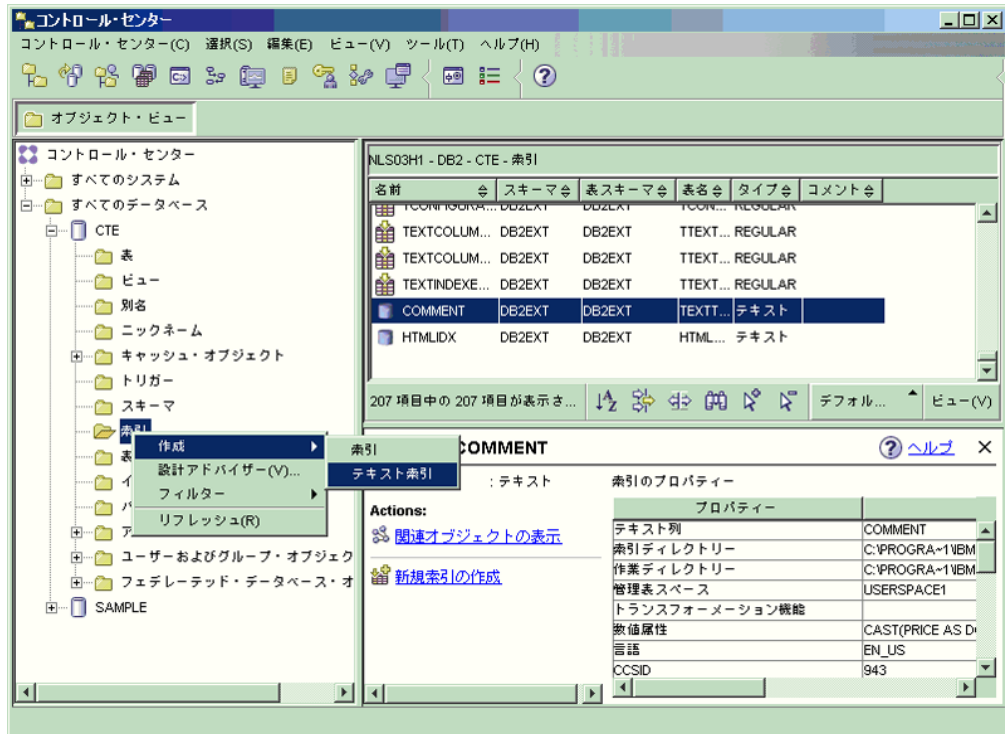 コントロール・センター
コントロール・センター(C) 選択(S) 編集(E) ビュー(V) ツール(T) ヘルプ(H)
オブジェクト・ビュー
コントロール・センター
すべてのシステム
すべてのデータベース
CTE
表
ビュー
別名
ニックネーム
キャッシュ・オブジェクト
トリガー
スキーマ
索引
表
イ
パ
ア
ユーザーおよびグループ・オブジェク
フェデレーテッド・データベース・オ
SAMPLE
作成
設計アドバイザー(V)...
フィルター
リフレッシュ(R)
索引
テキスト索引
NLS03H1 - DB2 - CTE - 索引
名前 スキーマ 表スキーマ 表名 タイプ コメント
TCONFIGURA... DB2EXT DB2EXT TCON... REGULAR
TEXTCOLUM... DB2EXT DB2EXT TTEXT... REGULAR
TEXTCOLUM... DB2EXT DB2EXT TTEXT... REGULAR
TEXTINDEXE... DB2EXT DB2EXT TTEXT... REGULAR
COMMENT DB2EXT DB2EXT TEXTT... テキスト
HTMLIDX DB2EXT DB2EXT HTML... テキスト
207 項目中の 207 項目が表示さ... デフォル... ビュー(V)
COMMENT ヘルプ
: テキスト
Actions:
関連オブジェクトの表示
新規索引の作成
索引のプロパティー
プロパティー
テキスト列 COMMENT
索引ディレクトリー C:\PROGRA~1\IBM
作業ディレクトリー C:\PROGRA~1\IBM
管理表スペース USERSPACE1
トランスフォーメーション機能
数値属性 CAST(PRICE AS D
言語 EN_US
CCSID 943